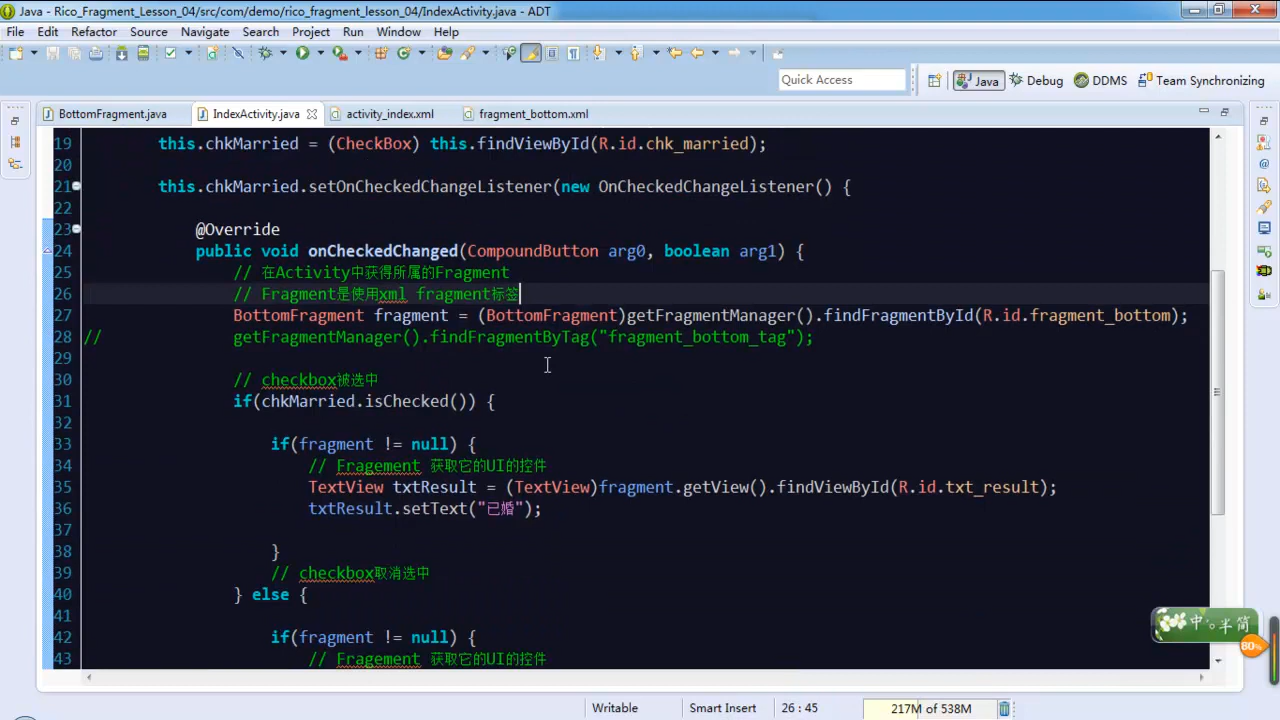 Java - Rico_Fragment_Lesson_04/src/com/demo/rico_fragment_lesson_04/IndexActivity.java - ADT
File Edit Refactor Source Navigate Search Project Run Window Help
Quick Access
Java Debug DDMS Team Synchronizing
BottomFragment.java IndexActivity.java activity_index.xml fragment_bottom.xml
19 this.chkMarried = (CheckBox) this.findViewById(R.id.chk_married);
20
21 this.chkMarried.setOnCheckedChangeListener(new OnCheckedChangeListener() {
22
23 @Override
24 public void onCheckedChanged(CompoundButton arg0, boolean arg1) {
25 // 在Activity中获得所属的Fragment
26 // Fragment是使用xml fragment标签
27 BottomFragment fragment = (BottomFragment)getFragmentManager().findFragmentById(R.id.fragment_bottom);
28 // getFragmentManager().findFragmentByTag("fragment_bottom_tag");
29
30 // checkbox被选中
31 if(chkMarried.isChecked()) {
32
33 if(fragment != null) {
34 // Fragement 获取它的UI的控件
35 TextView txtResult = (TextView)fragment.getView().findViewById(R.id.txt_result);
36 txtResult.setText("已婚");
37
38 }
39 // checkbox取消选中
40 } else {
41
42 if(fragment != null) {
43 // Fragement 获取它的UI的控件
中 半 简
80%
Writable Smart Insert 26 : 45 217M of 538M